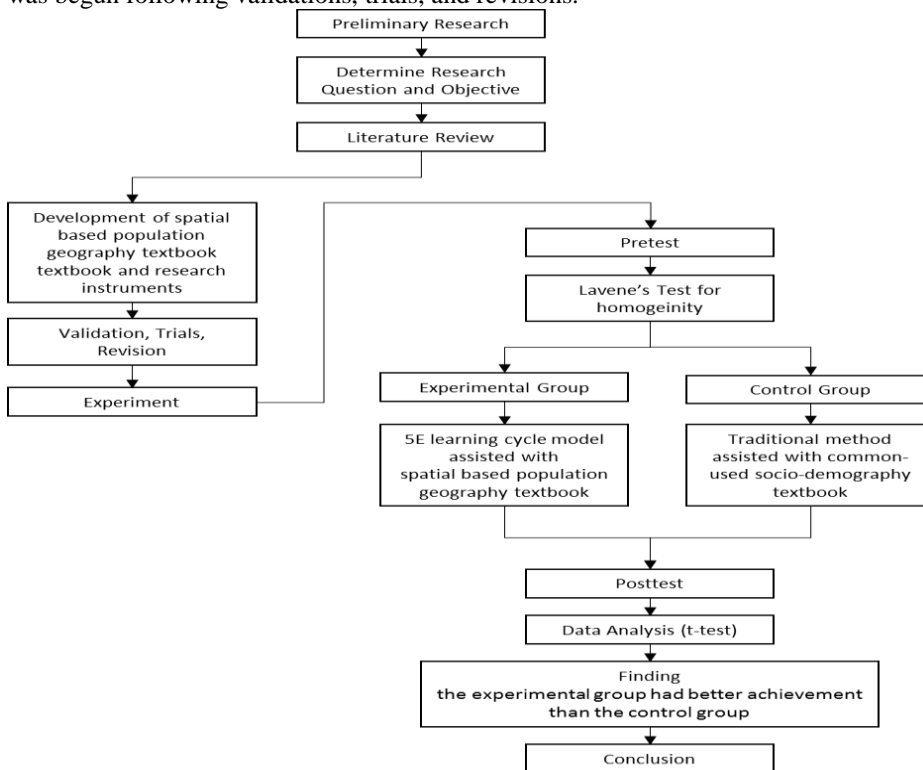 was begun following validations, trials, and revisions.
Preliminary Research
Determine Research
Question and Objective
Literature Review
Development of spatial
based population
geography textbook
textbook and research
instruments
Validation, Trials,
Revision
Experiment
Pretest
Lavene's Test for
homogeinity
Experimental Group
5E learning cycle model
assisted with
spatial based population
geography textbook
Control Group
Traditional method
assisted with common-
used socio-demography
textbook
Posttest
Data Analysis (t-test)
Finding
the experimental group had better achievement
than the control group
Conclusion